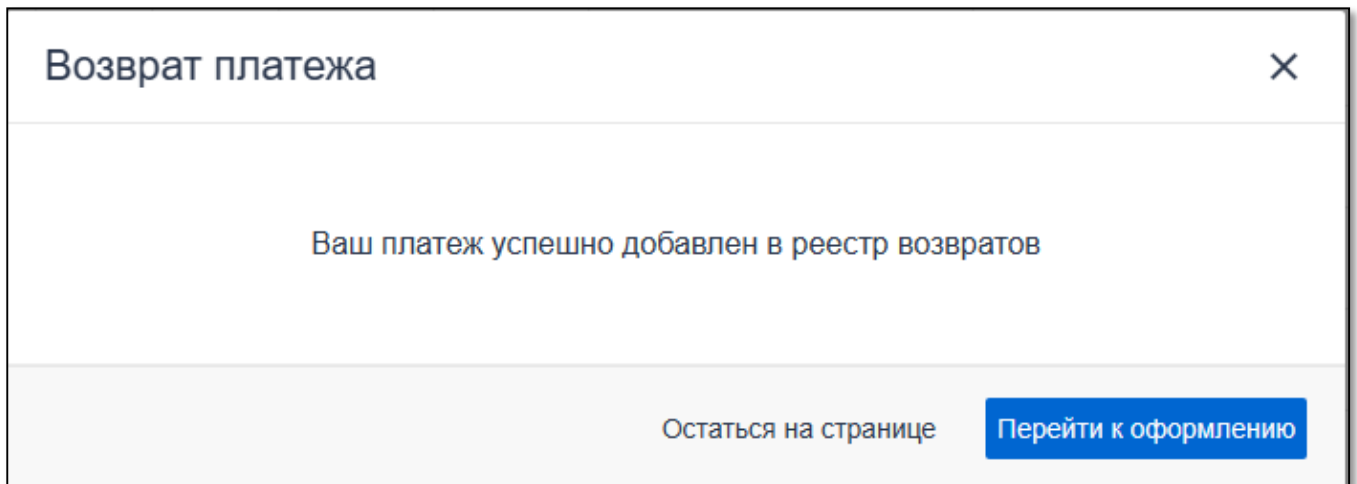 Возврат платежа
Ваш платеж успешно добавлен в реестр возвратов
Остаться на странице
Перейти к оформлению